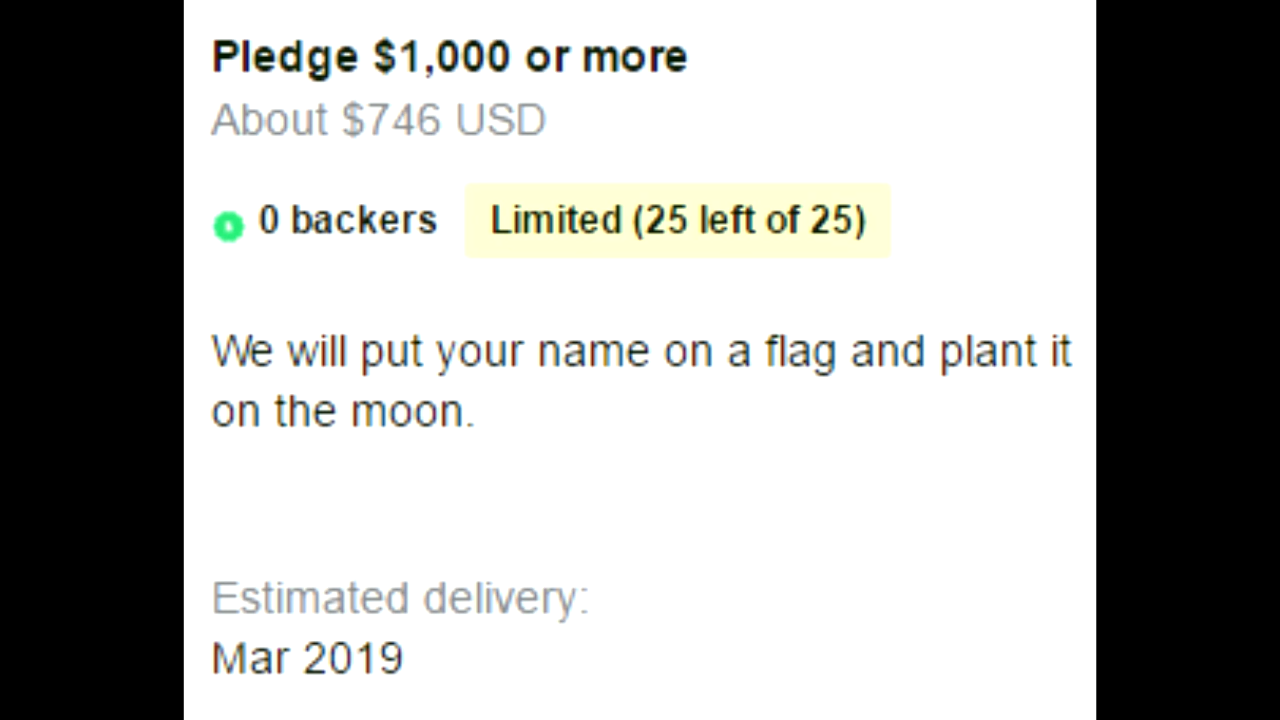 Pledge $1,000 or more
About $746 USD
0 backers Limited (25 left of 25)
We will put your name on a flag and plant it
on the moon.
Estimated delivery:
Mar 2019